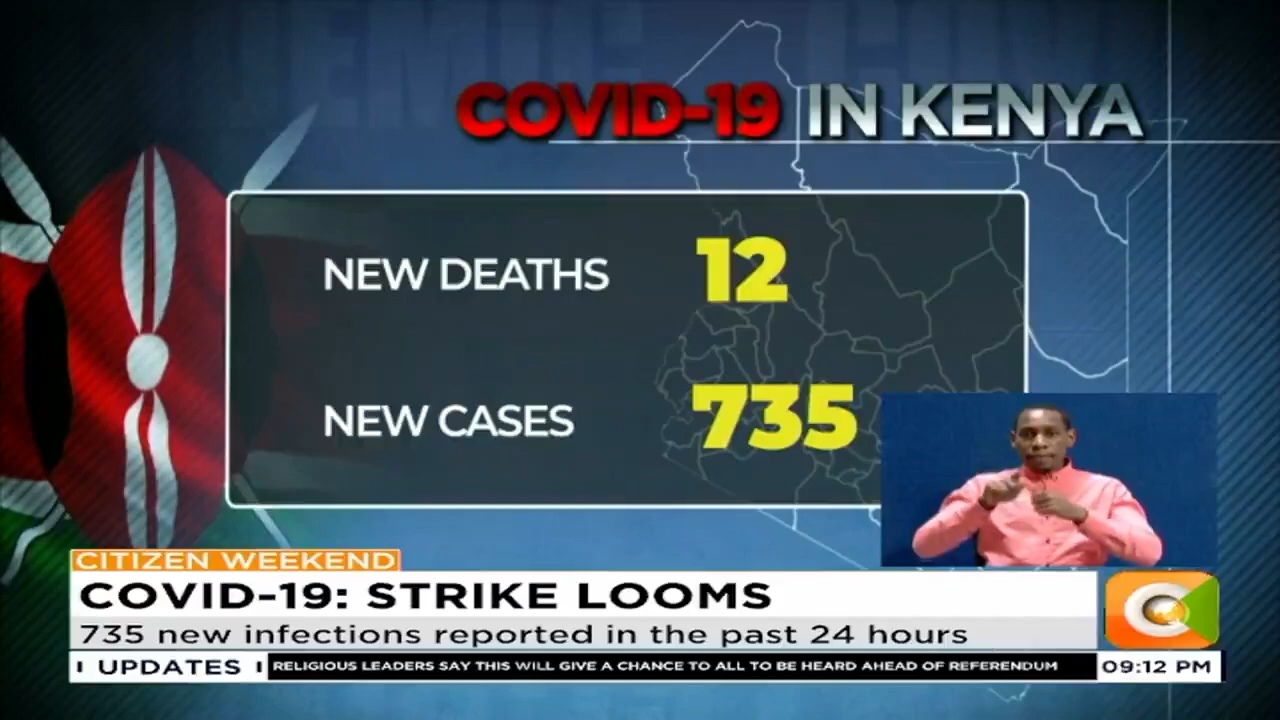 COVID-19 IN KENYA
NEW DEATHS 12
NEW CASES 735
CITIZEN WEEKEND
COVID-19: STRIKE LOOMS
735 new infections reported in the past 24 hours
UPDATES RELIGIOUS LEADERS SAY THIS WILL GIVE A CHANCE TO ALL TO BE HEARD AHEAD OF REFERENDUM 09:12 PM